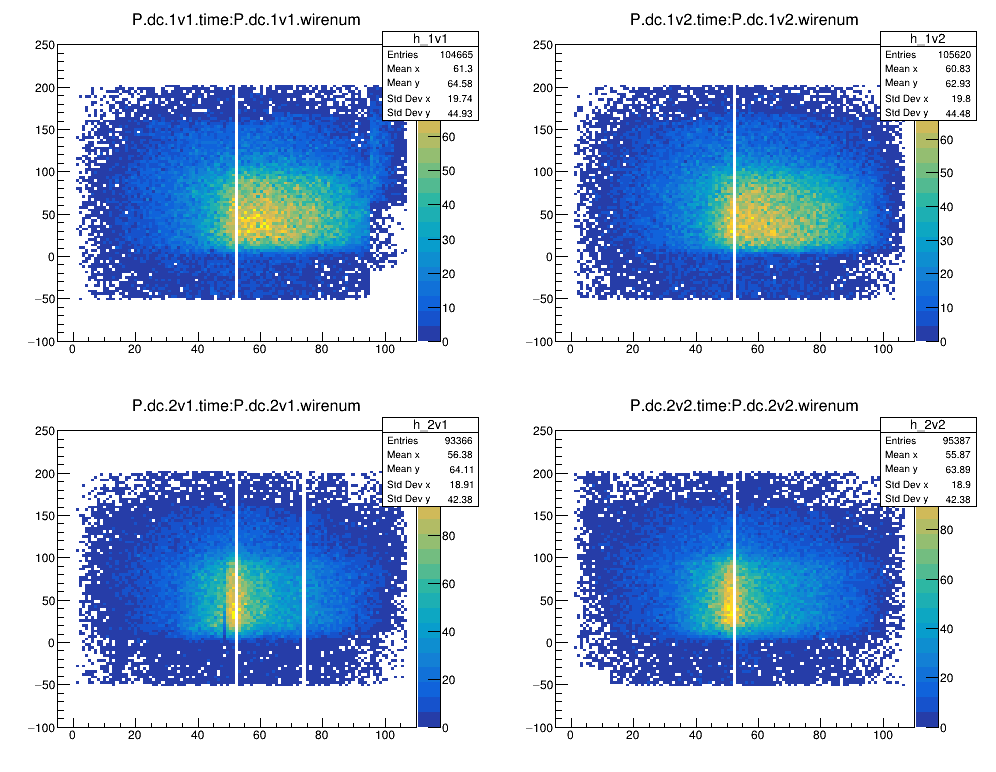 P.dc.1v1.time:P.dc.1v1.wirenum
h_1v1
Entries 104665
Mean x 61.3
Mean y 64.58
Std Dev x 19.74
Std Dev y 44.93
250
200
150
100
50
0
−50
−100
0 20 40 60 80 100
60
50
40
30
20
10
0
P.dc.1v2.time:P.dc.1v2.wirenum
h_1v2
Entries 105620
Mean x 60.83
Mean y 62.93
Std Dev x 19.8
Std Dev y 44.48
250
200
150
100
50
0
−50
−100
0 20 40 60 80 100
60
50
40
30
20
10
0
P.dc.2v1.time:P.dc.2v1.wirenum
h_2v1
Entries 93366
Mean x 56.38
Mean y 64.11
Std Dev x 18.91
Std Dev y 42.38
250
200
150
100
50
0
−50
−100
0 20 40 60 80 100
80
60
40
20
0
P.dc.2v2.time:P.dc.2v2.wirenum
h_2v2
Entries 95387
Mean x 55.87
Mean y 63.89
Std Dev x 18.9
Std Dev y 42.38
250
200
150
100
50
0
−50
−100
0 20 40 60 80 100
80
60
40
20
0